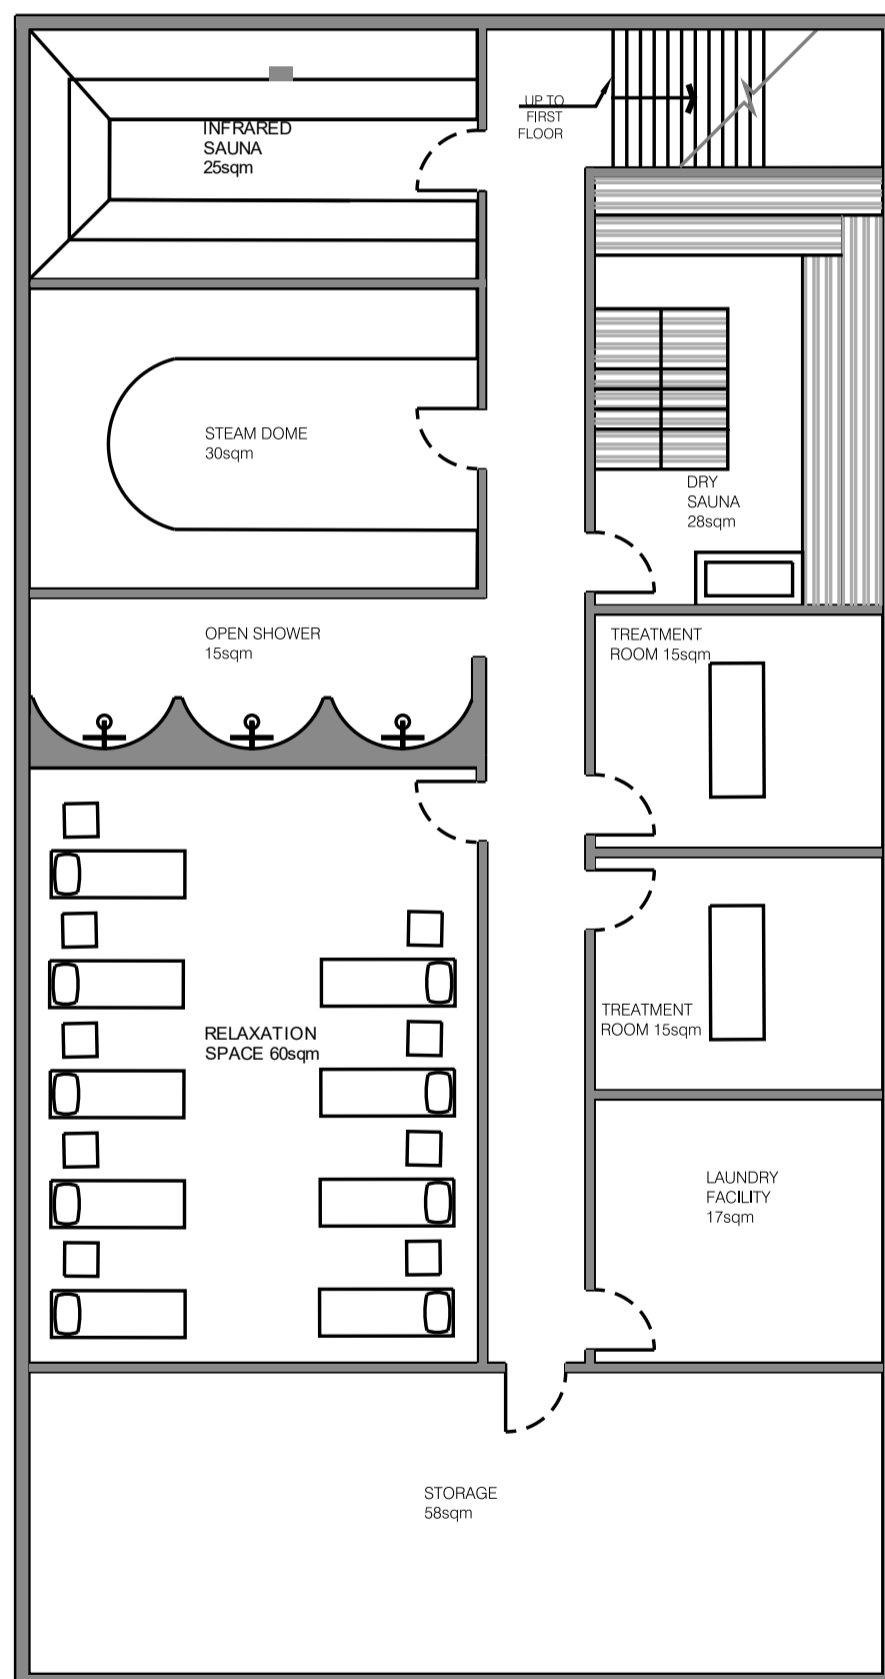 UP TO
FIRST
FLOOR
INFRARED
SAUNA
25sqm
STEAM DOME
30sqm
DRY
SAUNA
28sqm
OPEN SHOWER
15sqm
TREATMENT
ROOM 15sqm
TREATMENT
ROOM 15sqm
RELAXATION
SPACE 60sqm
LAUNDRY
FACILITY
17sqm
STORAGE
58sqm